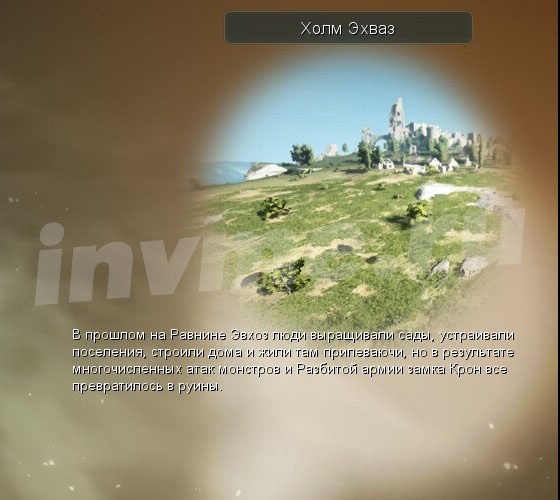 Холм Эхваз
В прошлом на Равнине Эвхоз люди выращивали сады, устраивали
поселения, строили дома и жили там припеваючи, но в результате
многочисленных атак монстров и Разбитой армии замка Крон все
превратилось в руины.